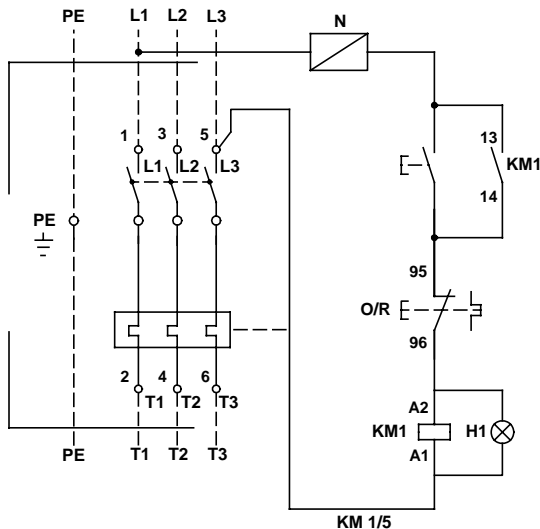 PE L1 L2 L3 N
1 3 5 13
L1 L2 L3 KM1
14
PE
95
O/R
96
2 4 6
T1 T2 T3
A2
KM1 H1
A1
PE T1 T2 T3
KM 1/5